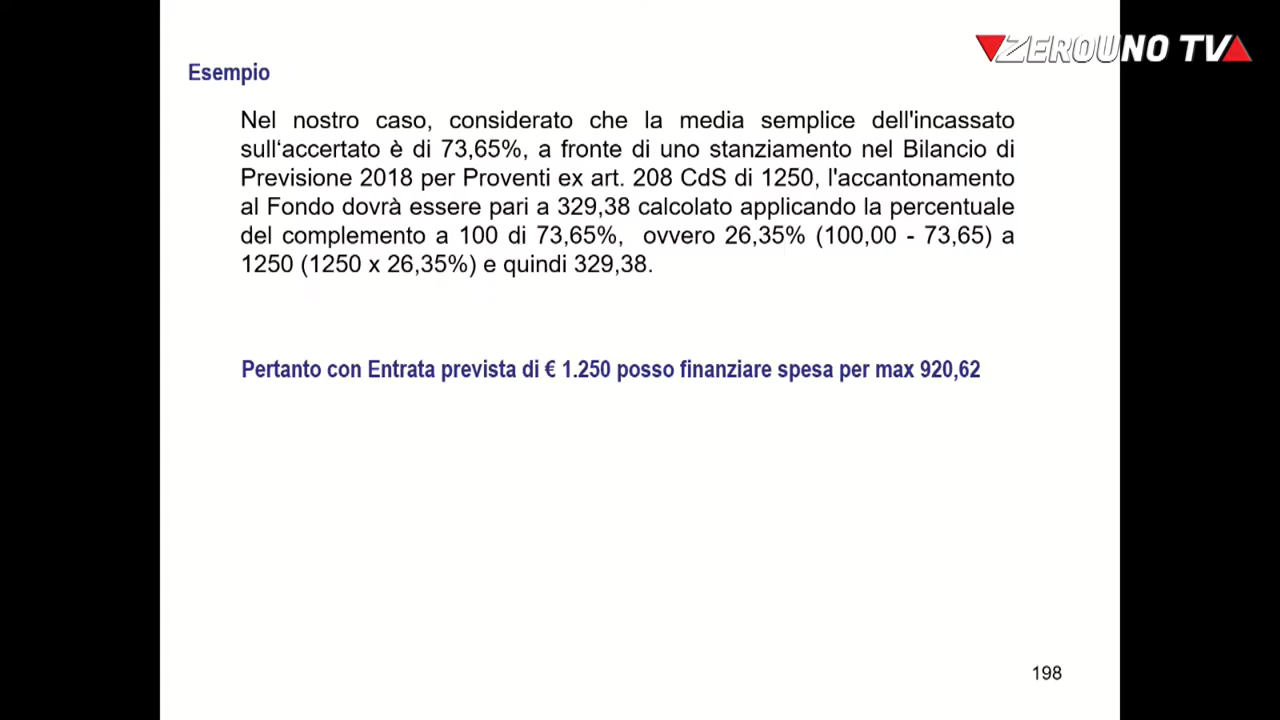 ZEROUNO TV
Esempio
Nel nostro caso, considerato che la media semplice dell'incassato
sull‘accertato è di 73,65%, a fronte di uno stanziamento nel Bilancio di
Previsione 2018 per Proventi ex art. 208 CdS di 1250, l'accantonamento
al Fondo dovrà essere pari a 329,38 calcolato applicando la percentuale
del complemento a 100 di 73,65%, ovvero 26,35% (100,00 - 73,65) a
1250 (1250 x 26,35%) e quindi 329,38.
Pertanto con Entrata prevista di € 1.250 posso finanziare spesa per max 920,62
198